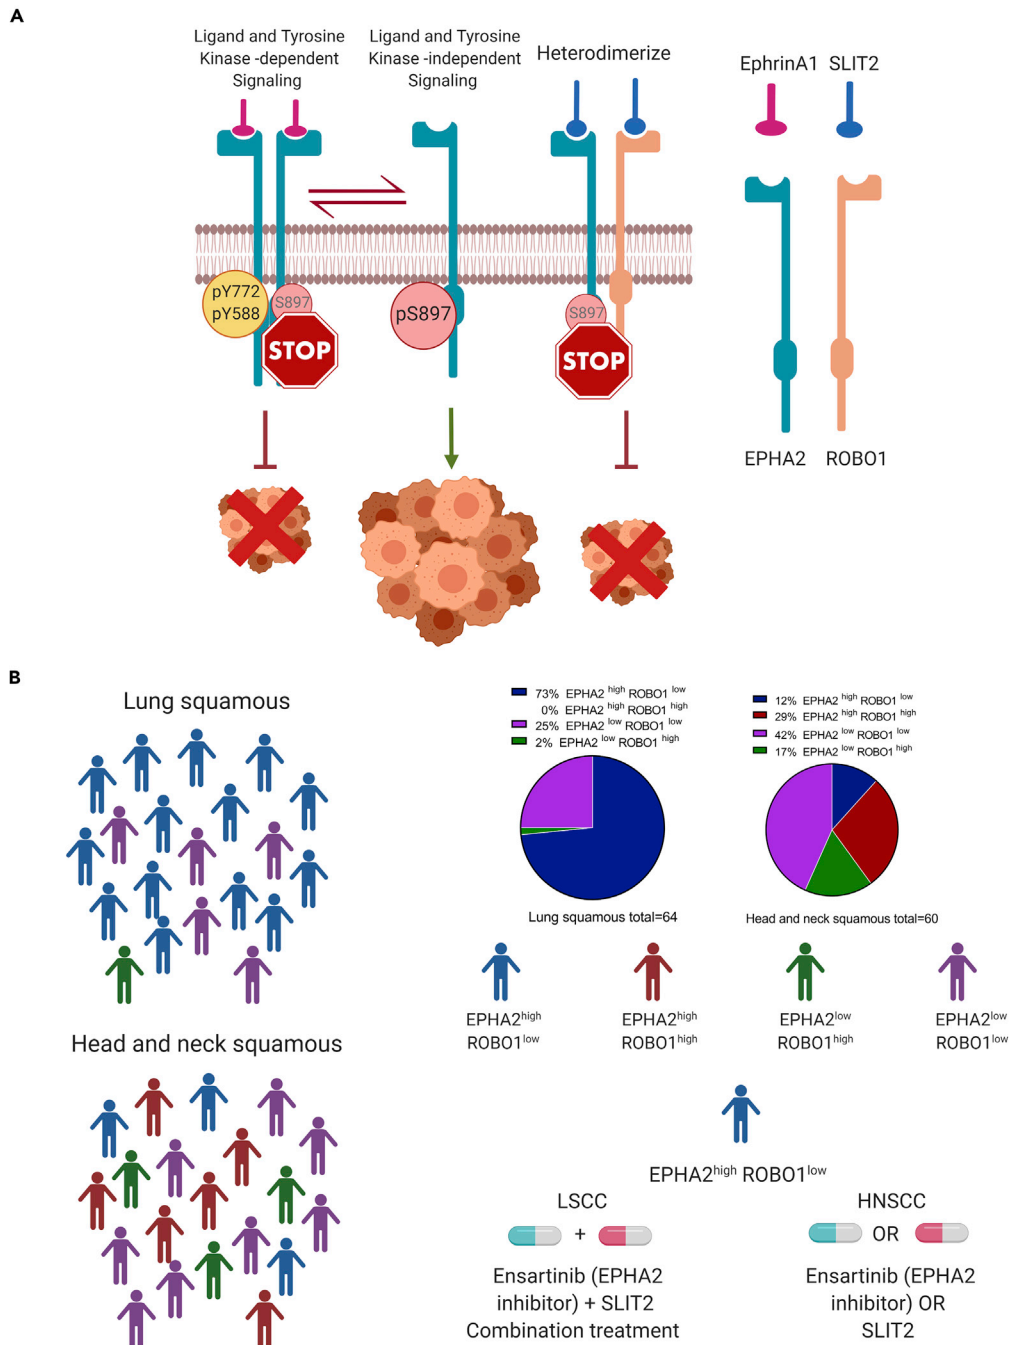 A
Ligand and Tyrosine
Kinase -dependent
Signaling
Ligand and Tyrosine
Kinase -independent
Signaling
Heterodimerize
EphrinA1 SLIT2
pY772
pY588
S897
STOP
pS897
S897
STOP
EPHA2 ROBO1
B
Lung squamous
73% EPHA2 high ROBO1 low
0% EPHA2 high ROBO1 high
25% EPHA2 low ROBO1 low
2% EPHA2 low ROBO1 high
Lung squamous total=64
12% EPHA2 high ROBO1 low
29% EPHA2 high ROBO1 high
42% EPHA2 low ROBO1 low
17% EPHA2 low ROBO1 high
Head and neck squamous total=60
EPHA2high
ROBO1low
EPHA2high
ROBO1high
EPHA2low
ROBO1high
EPHA2low
ROBO1low
Head and neck squamous
EPHA2high ROBO1low
LSCC
+
Ensartinib (EPHA2
inhibitor) + SLIT2
Combination treatment
HNSCC
OR
Ensartinib (EPHA2
inhibitor) OR
SLIT2